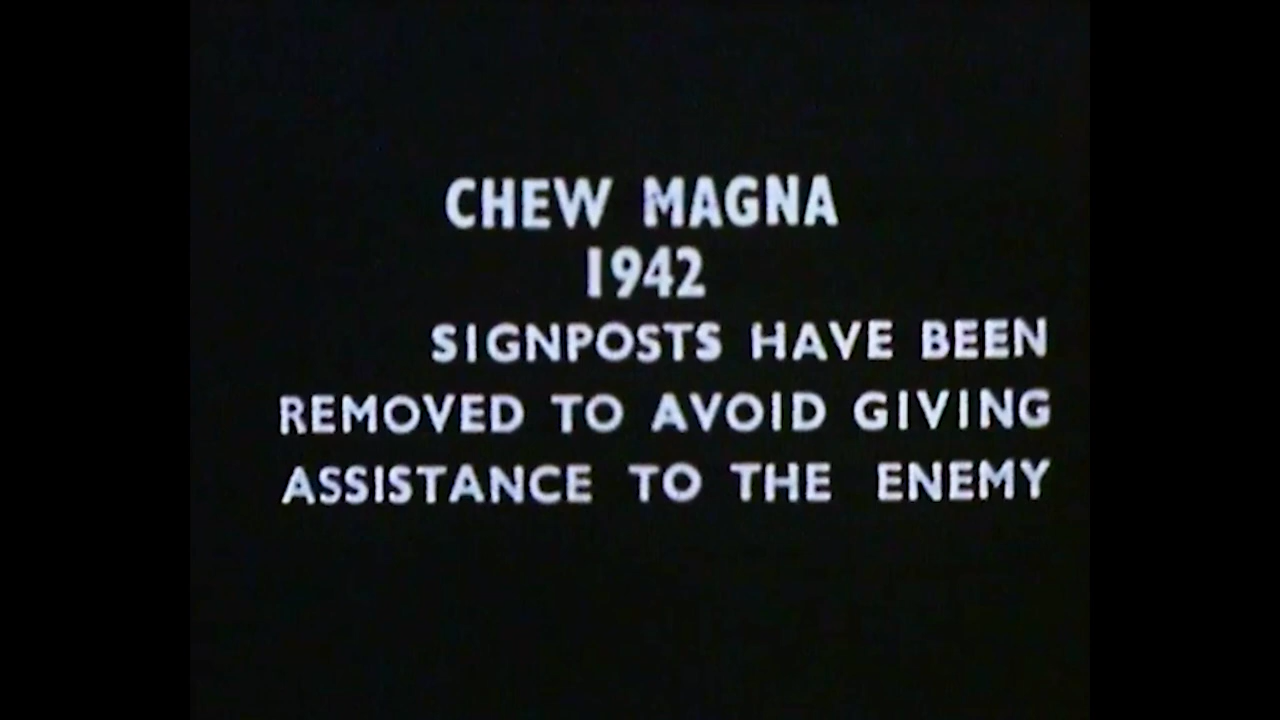 CHEW MAGNA
1942
SIGNPOSTS HAVE BEEN
REMOVED TO AVOID GIVING
ASSISTANCE TO THE ENEMY